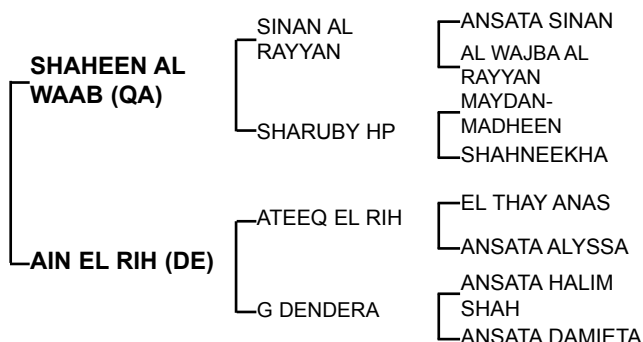 SHAHEEN AL
WAAB (QA)
AIN EL RIH (DE)
SINAN AL
RAYYAN
SHARUBY HP
ATEEQ EL RIH
G DENDERA
ANSATA SINAN
AL WAJBA AL
RAYYAN
MAYDAN-
MADHEEN
SHAHNEEKHA
EL THAY ANAS
ANSATA ALYSSA
ANSATA HALIM
SHAH
ANSATA DAMIETA